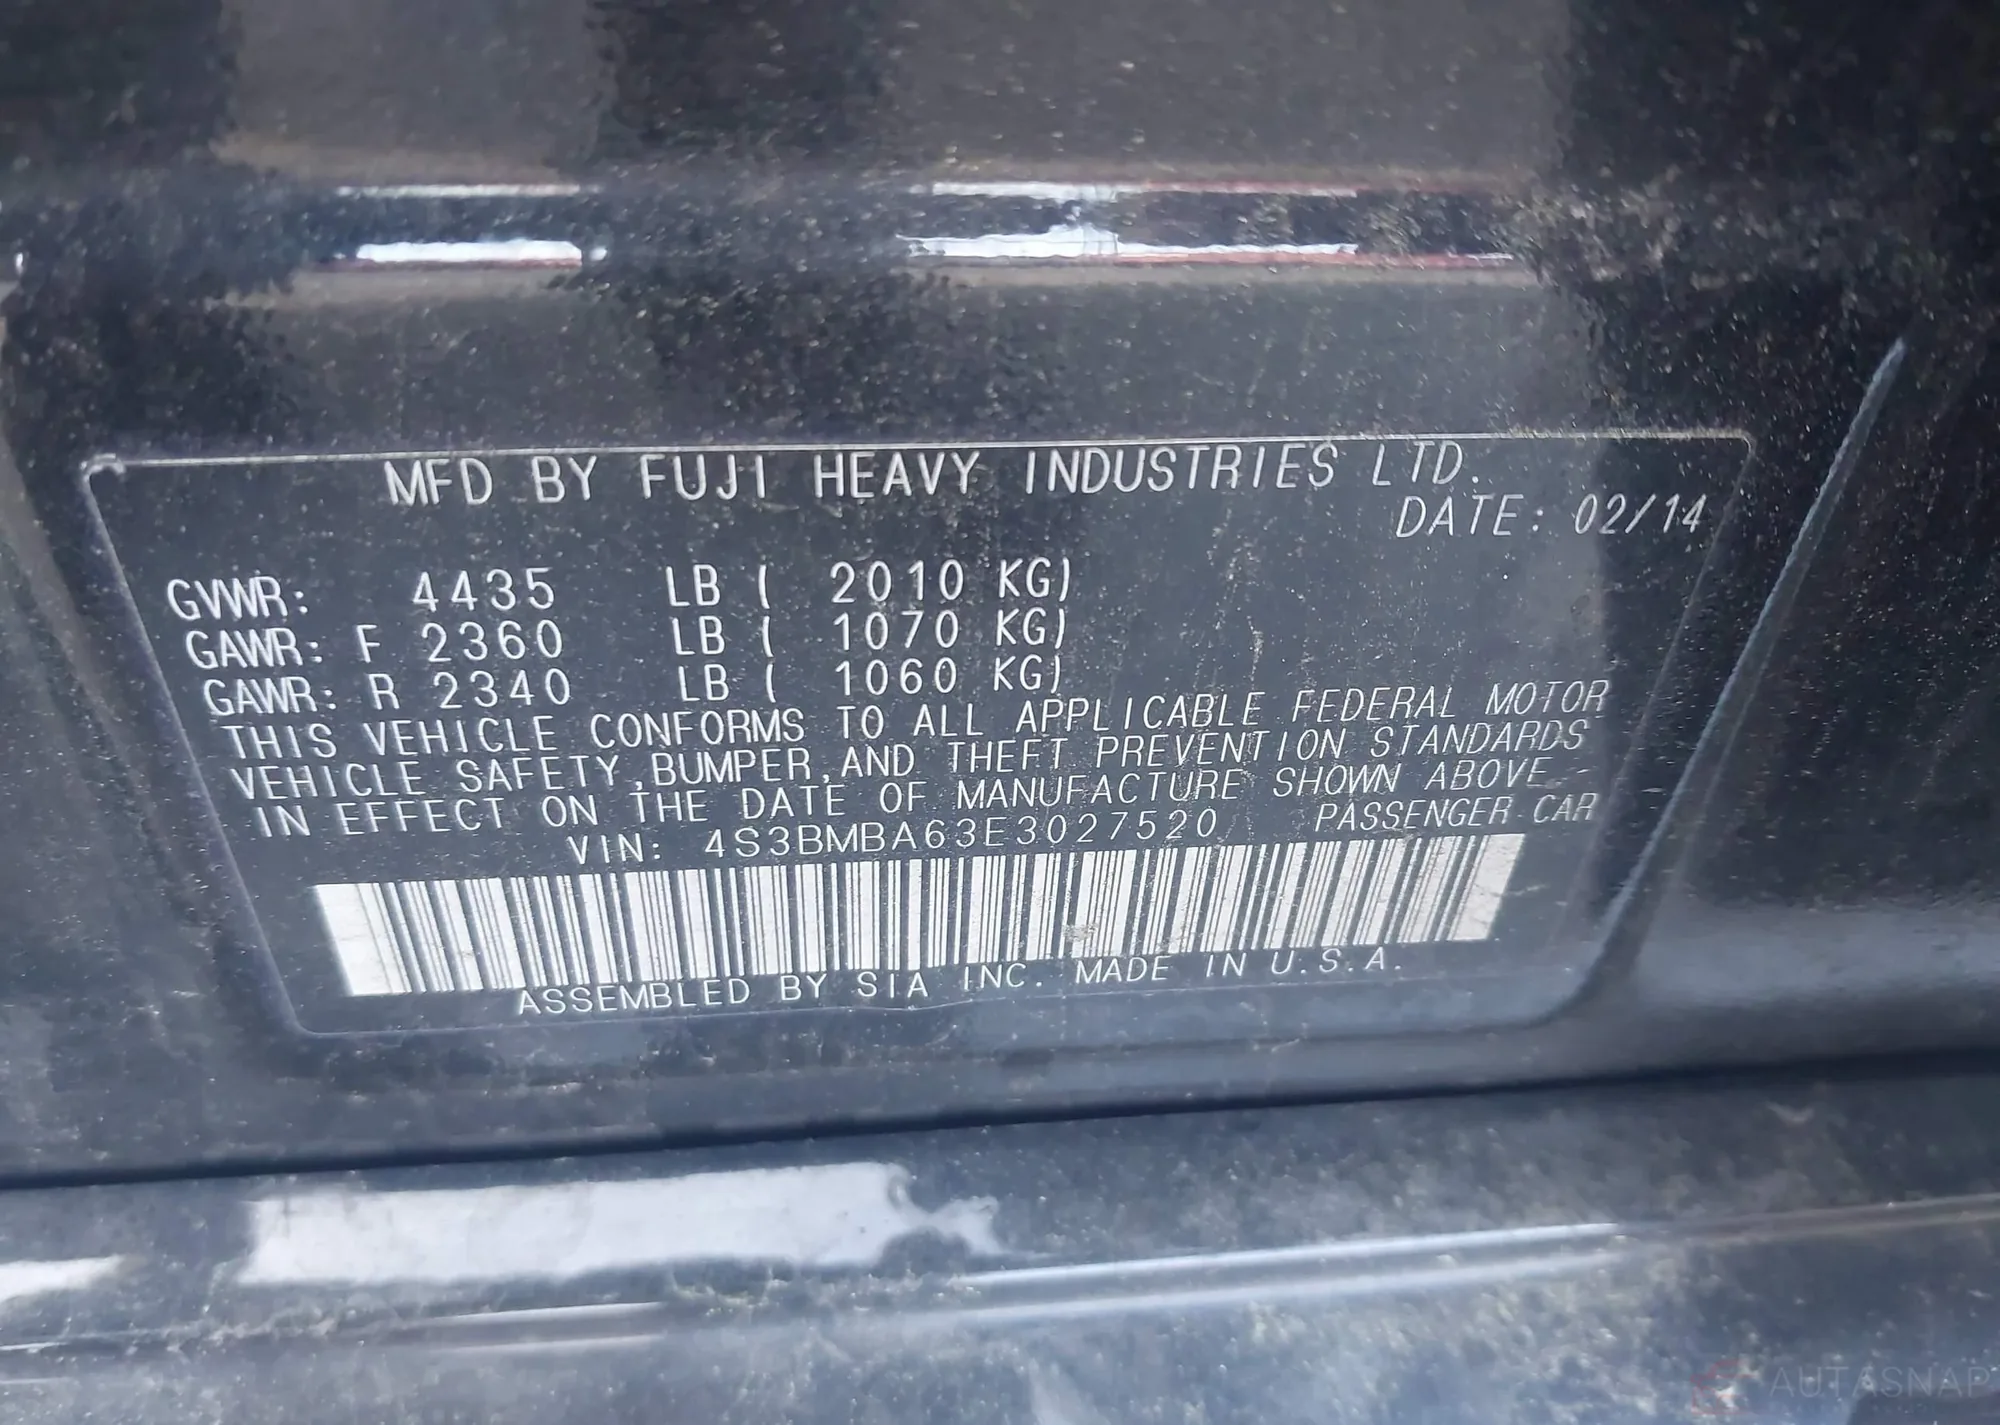 MFD BY FUJI HEAVY INDUSTRIES LTD.
DATE: 02/14
GVWR: 4435 LB ( 2010 KG)
GAWR: F 2360 LB ( 1070 KG)
GAWR: R 2340 LB ( 1060 KG)
THIS VEHICLE CONFORMS TO ALL APPLICABLE FEDERAL MOTOR
VEHICLE SAFETY,BUMPER,AND THEFT PREVENTION STANDARDS
IN EFFECT ON THE DATE OF MANUFACTURE SHOWN ABOVE.
VIN: 4S3BMBA63E3027520 PASSENGER CAR
ASSEMBLED BY SIA INC. MADE IN U.S.A.
AUTASNAP